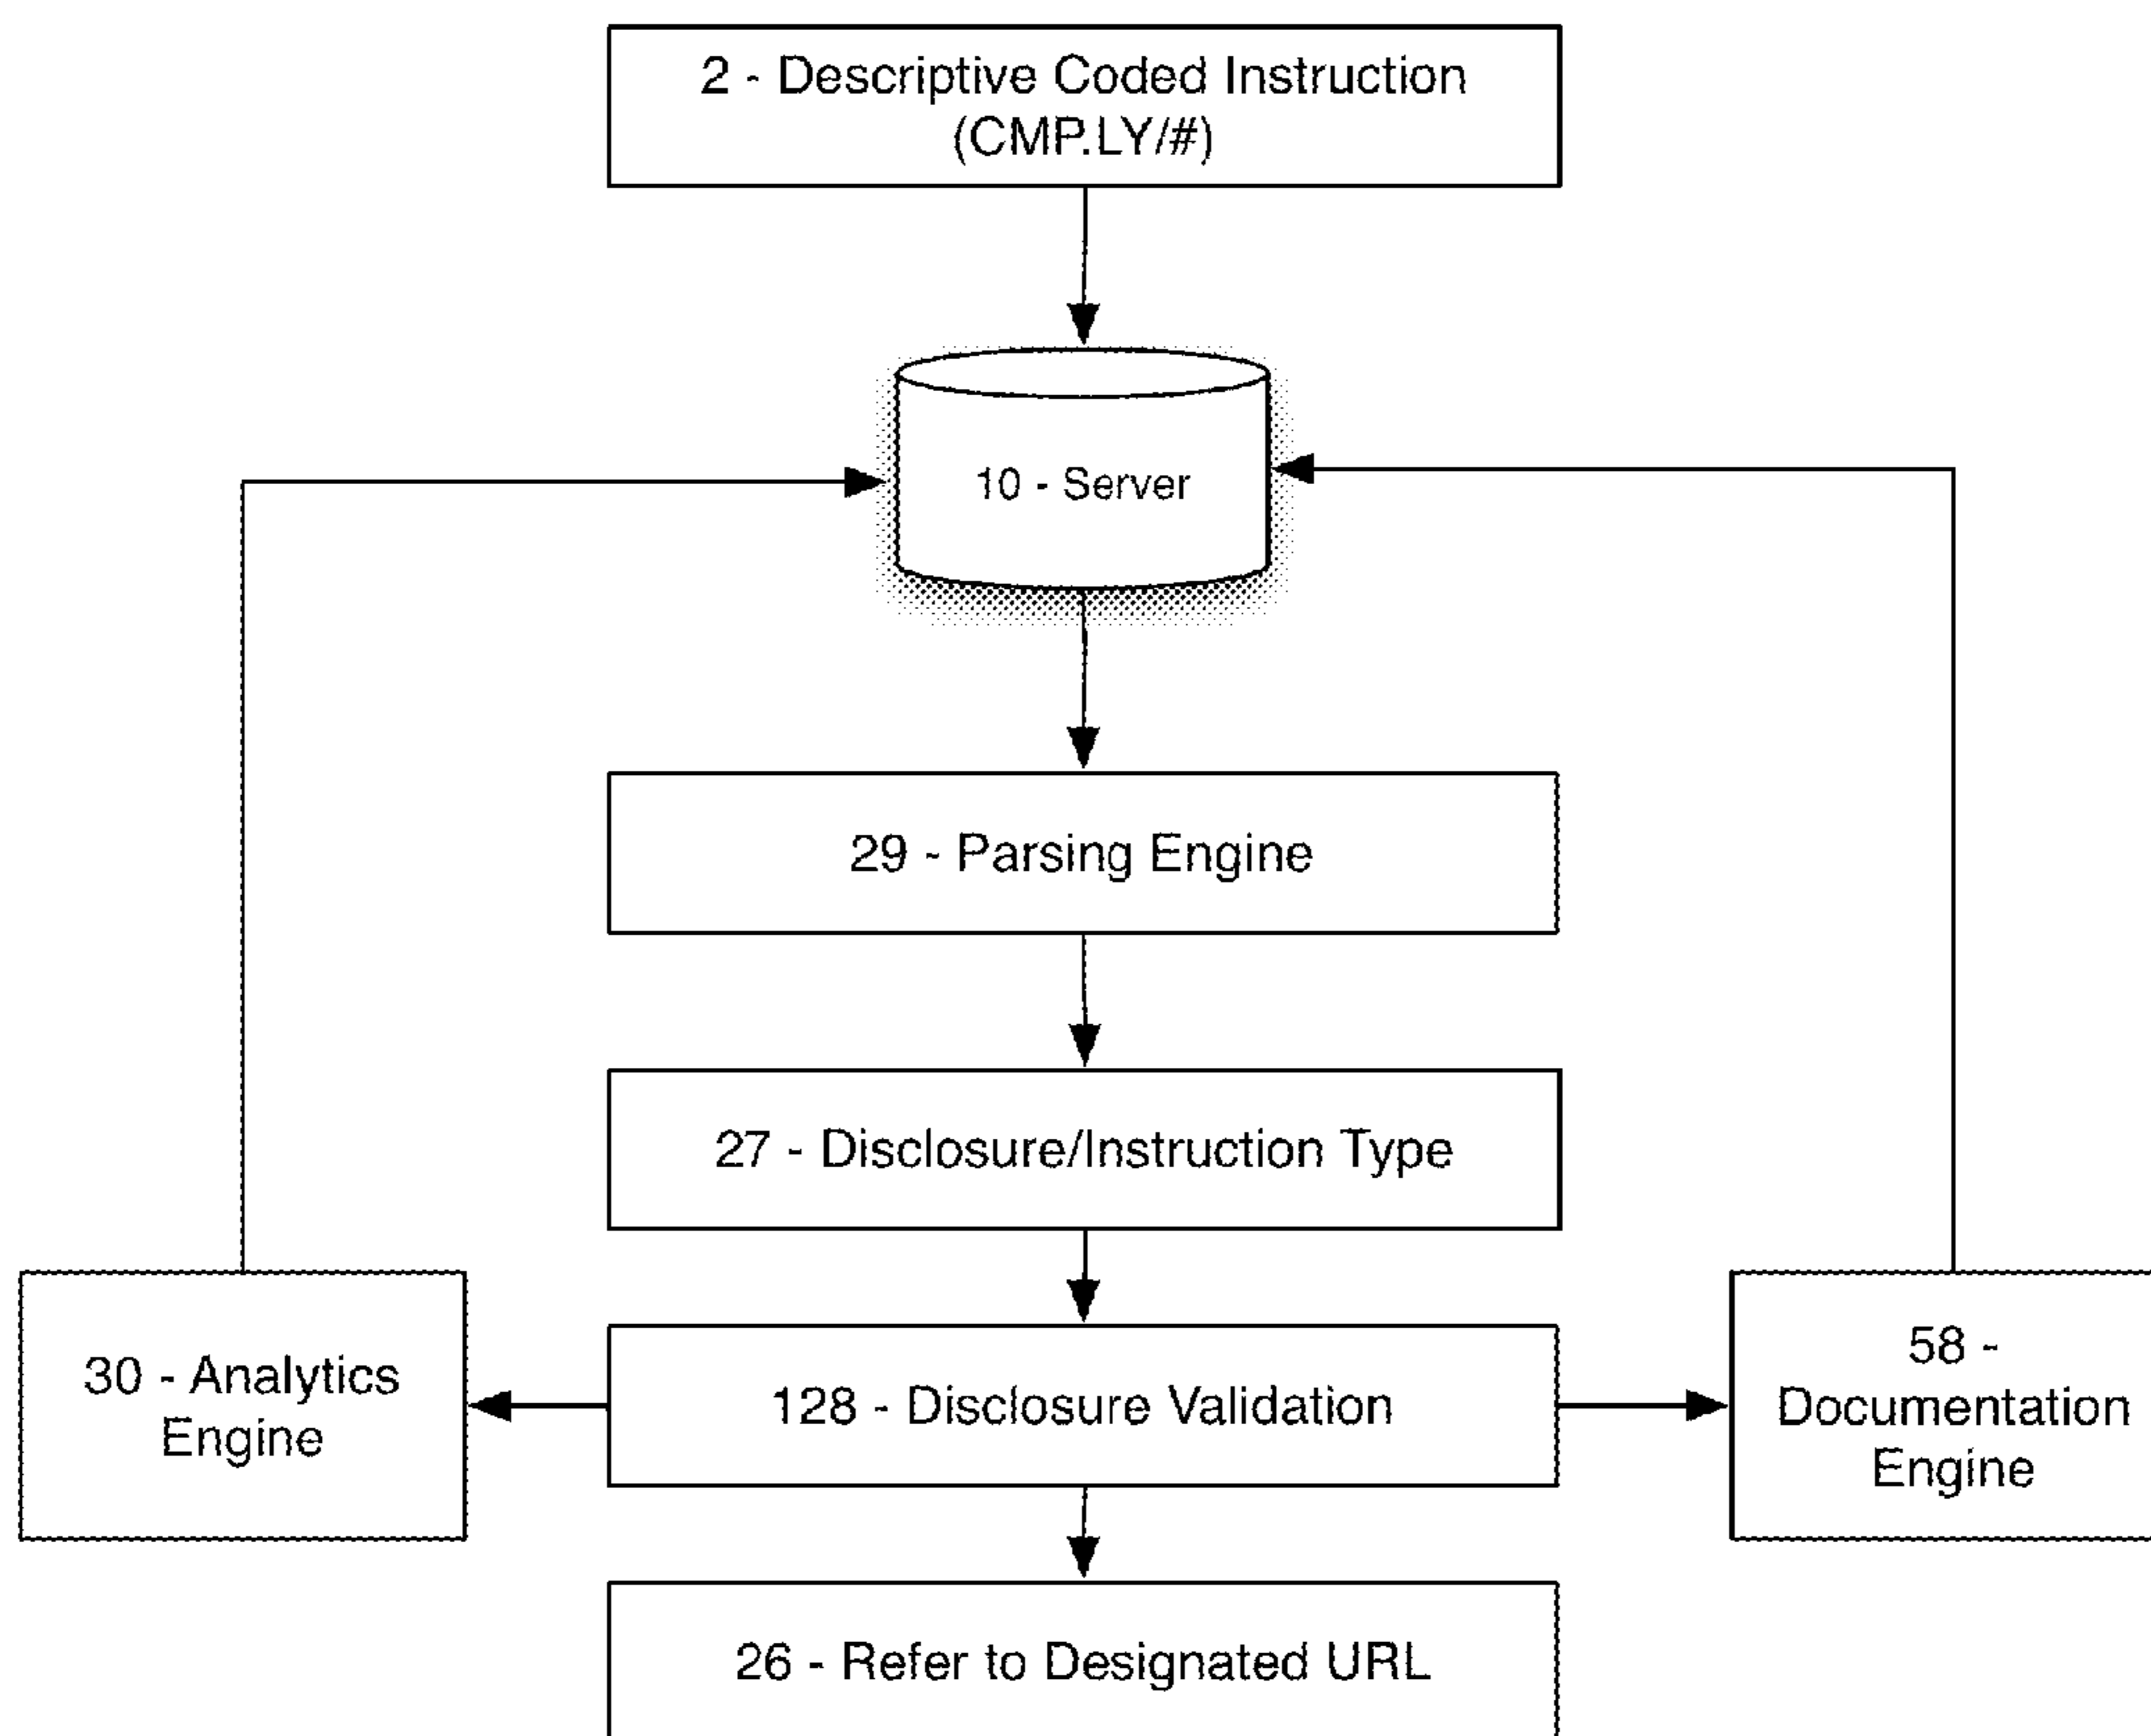 2 - Descriptive Coded Instruction
(CMP.LY/#)
10 - Server
29 - Parsing Engine
27 - Disclosure/Instruction Type
30 - Analytics
Engine
128 - Disclosure Validation
58 -
Documentation
Engine
26 - Refer to Designated URL